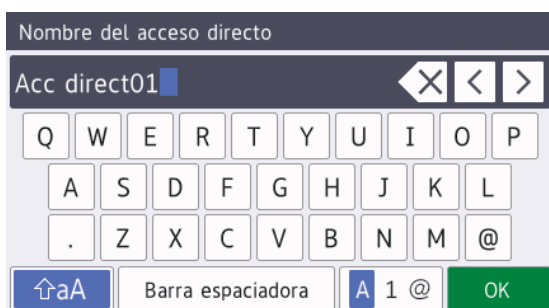 Nombre del acceso directo
Acc direct01
Q W E R T Y U I O P
A S D F G H J K L
. Z X C V B N M @
aA Barra espaciadora A 1 @ OK